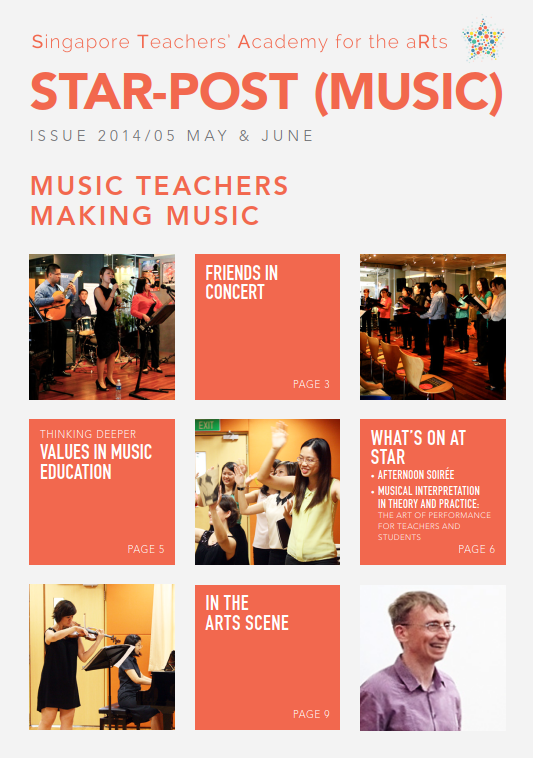 Singapore Teachers' Academy for the aRts
STAR-POST (MUSIC)
ISSUE 2014/05 MAY & JUNE
MUSIC TEACHERS
MAKING MUSIC
FRIENDS IN
CONCERT
PAGE 3
THINKING DEEPER
VALUES IN MUSIC
EDUCATION
PAGE 5
EXIT
WHAT'S ON AT
STAR
• AFTERNOON SOIRÉE
• MUSICAL INTERPRETATION
IN THEORY AND PRACTICE:
THE ART OF PERFORMANCE
FOR TEACHERS AND
STUDENTS
PAGE 6
IN THE
ARTS SCENE
PAGE 9